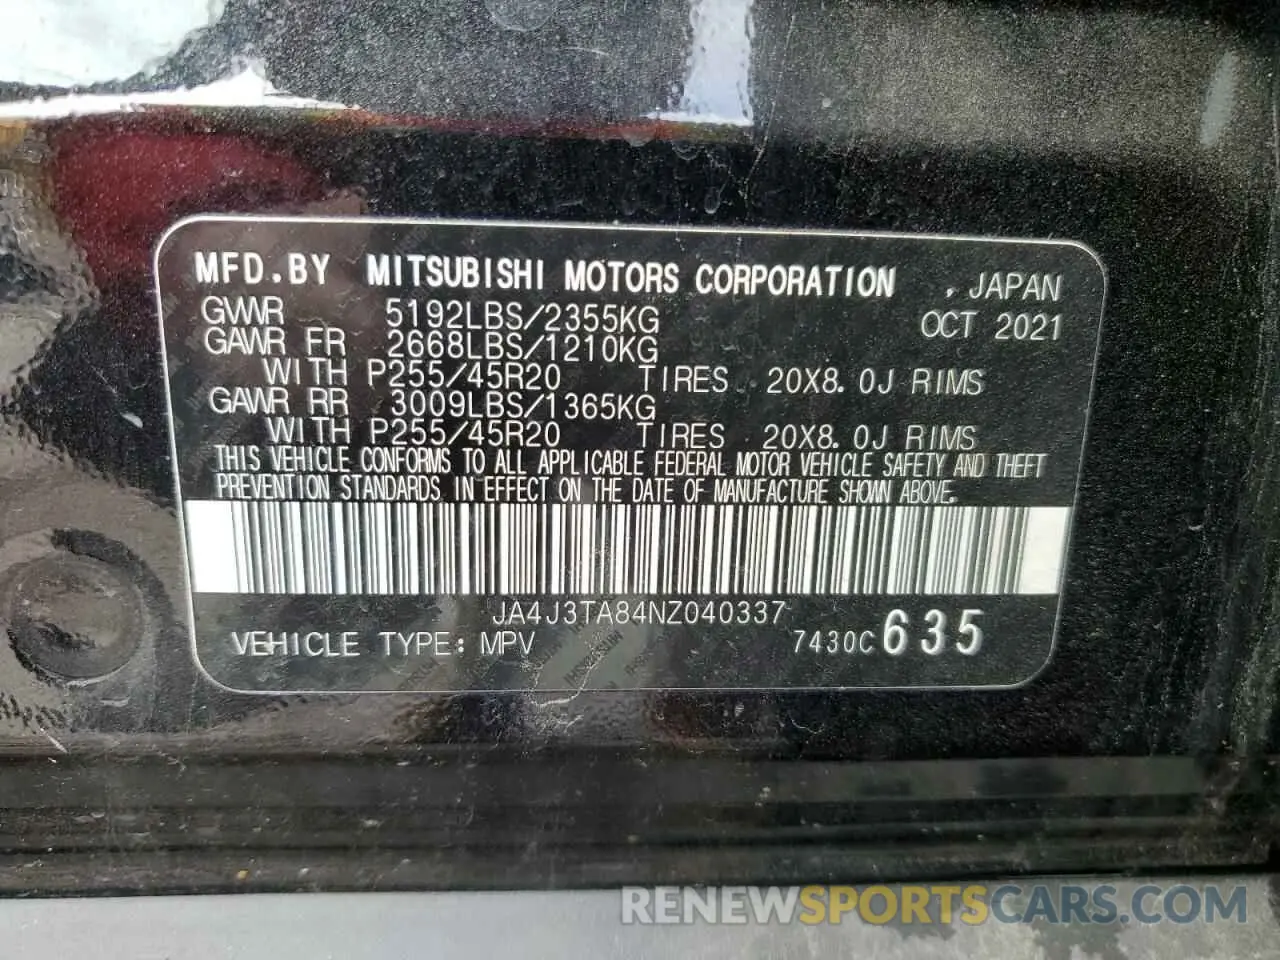 MFD.BY MITSUBISHI MOTORS CORPORATION , JAPAN
GVWR 5192LBS/2355KG OCT 2021
GAWR FR 2668LBS/1210KG
WITH P255/45R20 TIRES 20X8.0J RIMS
GAWR RR 3009LBS/1365KG
WITH P255/45R20 TIRES 20X8.0J RIMS
THIS VEHICLE CONFORMS TO ALL APPLICABLE FEDERAL MOTOR VEHICLE SAFETY AND THEFT
PREVENTION STANDARDS IN EFFECT ON THE DATE OF MANUFACTURE SHOWN ABOVE.
JA4J3TA84NZ040337
VEHICLE TYPE: MPV 7430C 635
RENEWSPORTSCARS.COM